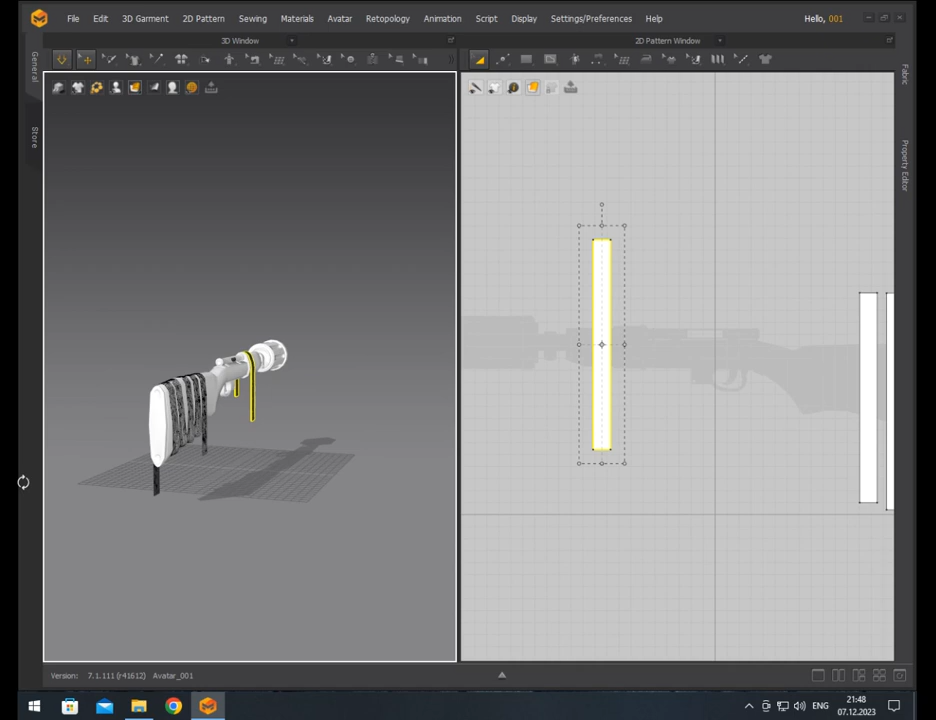 File Edit 3D Garment 2D Pattern Sewing Materials Avatar Retopology Animation Script Display Settings/Preferences Help Hello, 001
3D Window 2D Pattern Window
General
Store
Fabric
Property Editor
Version: 7.1.111 (r41612) Avatar_001
ENG
21:48
07.12.2023